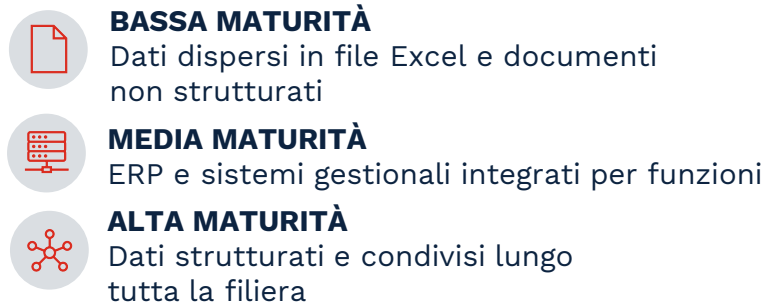 BASSA MATURITÀ
Dati dispersi in file Excel e documenti
non strutturati
MEDIA MATURITÀ
ERP e sistemi gestionali integrati per funzioni
ALTA MATURITÀ
Dati strutturati e condivisi lungo
tutta la filiera